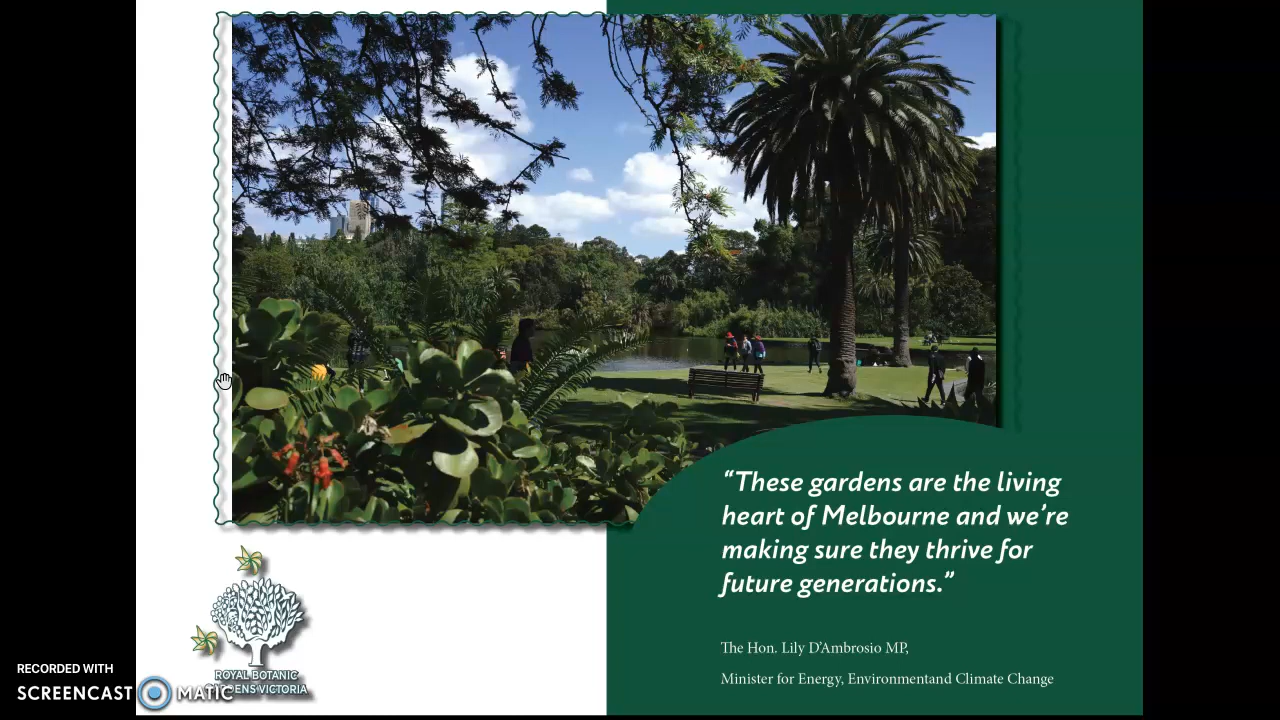 “These gardens are the living
heart of Melbourne and we’re
making sure they thrive for
future generations.”
The Hon. Lily D’Ambrosio MP,
Minister for Energy, Environmentand Climate Change
ROYAL BOTANIC
GARDENS VICTORIA
RECORDED WITH
SCREENCAST MATIC